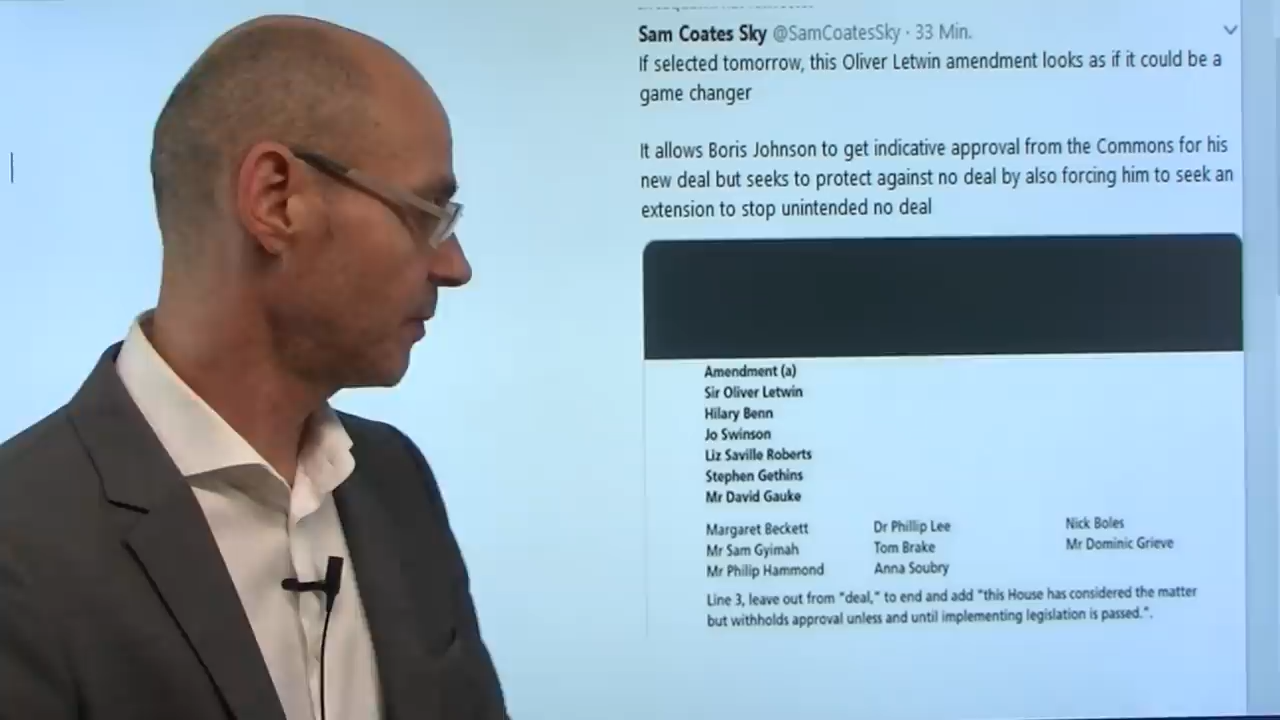 Sam Coates Sky @SamCoatesSky · 33 Min.
If selected tomorrow, this Oliver Letwin amendment looks as if it could be a
game changer
It allows Boris Johnson to get indicative approval from the Commons for his
new deal but seeks to protect against no deal by also forcing him to seek an
extension to stop unintended no deal
Amendment (a)
Sir Oliver Letwin
Hilary Benn
Jo Swinson
Liz Saville Roberts
Stephen Gethins
Mr David Gauke
Margaret Beckett Dr Phillip Lee Nick Boles
Mr Sam Gyimah Tom Brake Mr Dominic Grieve
Mr Philip Hammond Anna Soubry
Line 3, leave out from "deal," to end and add "this House has considered the matter
but withholds approval unless and until implementing legislation is passed.".